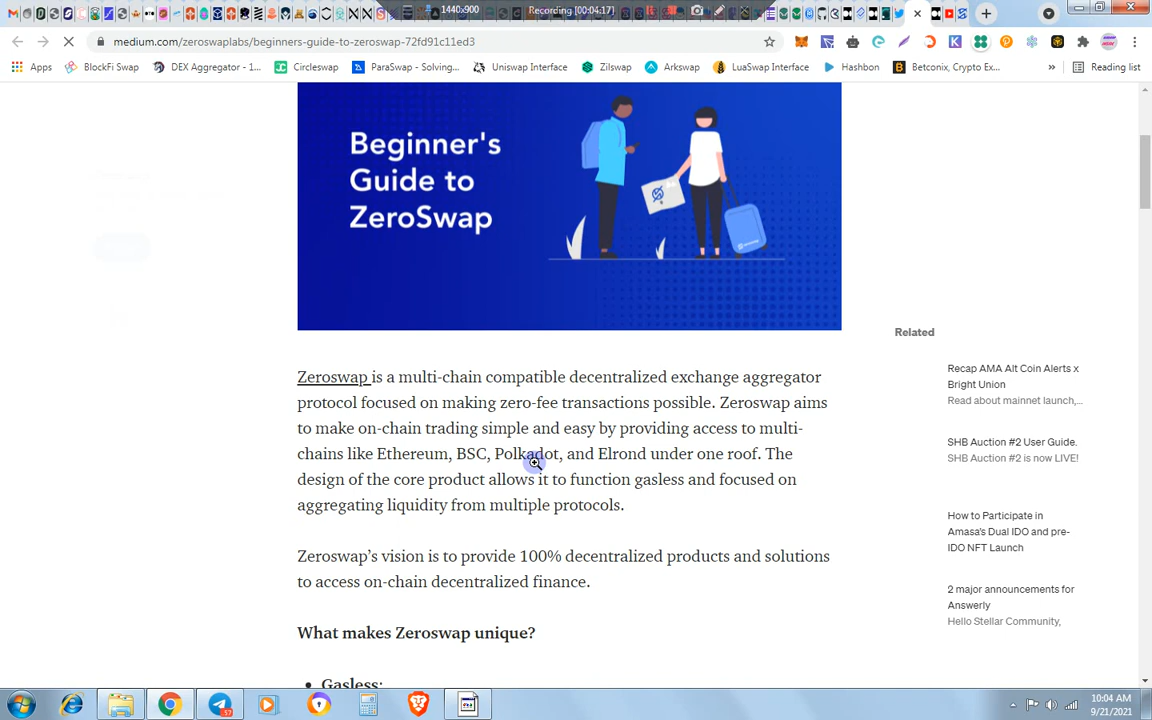 1440x900
Recording [00:04:17]
medium.com/zeroswaplabs/beginners-guide-to-zeroswap-72fd91c11ed3
Apps
BlockFi Swap
DEX Aggregator - 1...
Circleswap
ParaSwap - Solving...
Uniswap Interface
Zilswap
Arkswap
LuaSwap Interface
Hashbon
Betconix, Crypto Ex...
»
Reading list
Beginner's
Guide to
ZeroSwap
Zeroswap is a multi-chain compatible decentralized exchange aggregator
protocol focused on making zero-fee transactions possible. Zeroswap aims
to make on-chain trading simple and easy by providing access to multi-
chains like Ethereum, BSC, Polkadot, and Elrond under one roof. The
design of the core product allows it to function gasless and focused on
aggregating liquidity from multiple protocols.
Zeroswap's vision is to provide 100% decentralized products and solutions
to access on-chain decentralized finance.
What makes Zeroswap unique?
• Gasless:
Related
Recap AMA Alt Coin Alerts x
Bright Union
Read about mainnet launch,...
SHB Auction #2 User Guide.
SHB Auction #2 is now LIVE!
How to Participate in
Amasa's Dual IDO and pre-
IDO NFT Launch
2 major announcements for
Answerly
Hello Stellar Community,
10:04 AM
9/21/2021